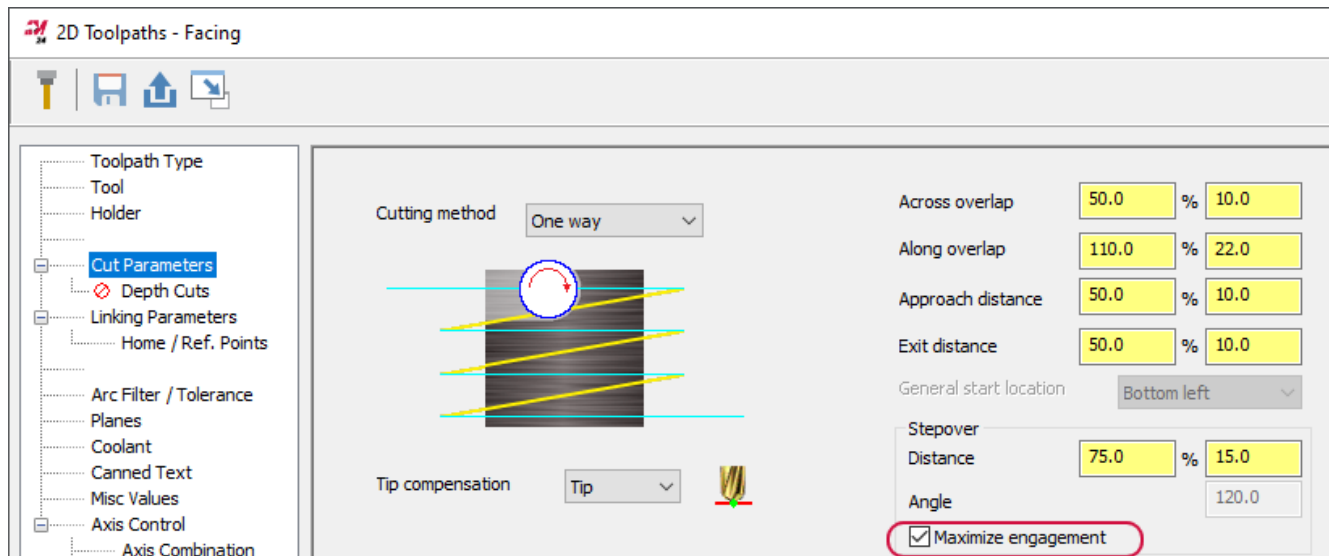 24
2D Toolpaths - Facing
Toolpath Type
Tool
Holder
Cut Parameters
Depth Cuts
Linking Parameters
Home / Ref. Points
Arc Filter / Tolerance
Planes
Coolant
Canned Text
Misc Values
Axis Control
Axis Combination
Cutting method One way
Tip compensation Tip
Across overlap 50.0 % 10.0
Along overlap 110.0 % 22.0
Approach distance 50.0 % 10.0
Exit distance 50.0 % 10.0
General start location Bottom left
Stepover
Distance 75.0 % 15.0
Angle 120.0
Maximize engagement